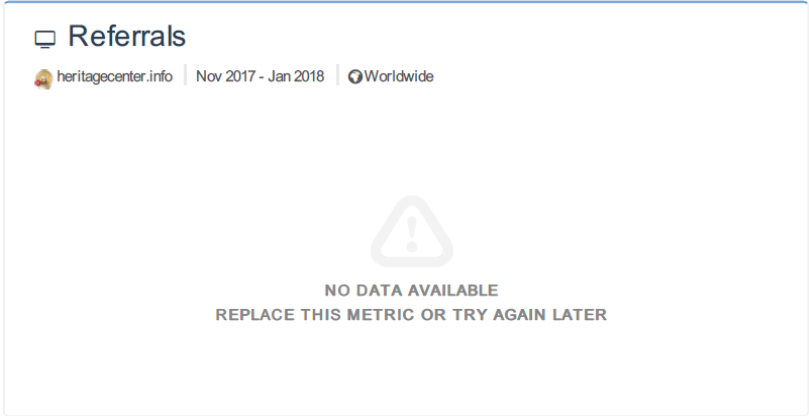 Referrals
heritagecenter.info Nov 2017 - Jan 2018 Worldwide
NO DATA AVAILABLE
REPLACE THIS METRIC OR TRY AGAIN LATER